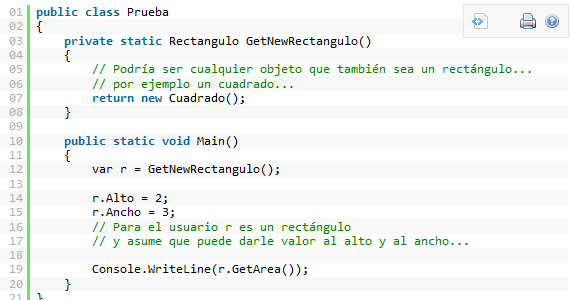 01 public class Prueba
02 {
03     private static Rectangulo GetNewRectangulo()
04     {
05         // Podría ser cualquier objeto que también sea un rectángulo...
06         // por ejemplo un cuadrado...
07         return new Cuadrado();
08     }
09
10     public static void Main()
11     {
12         var r = GetNewRectangulo();
13
14         r.Alto = 2;
15         r.Ancho = 3;
16         // Para el usuario r es un rectángulo
17         // y asume que puede darle valor al alto y al ancho...
18
19         Console.WriteLine(r.GetArea());
20     }
21 }